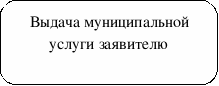 Выдача муниципальной
услуги заявителю